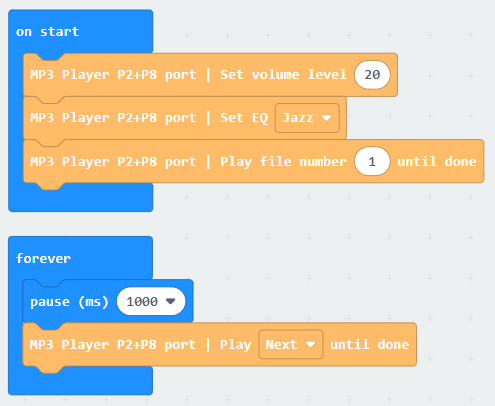 on start
MP3 Player P2+P8 port | Set volume level 20
MP3 Player P2+P8 port | Set EQ Jazz
MP3 Player P2+P8 port | Play file number 1 until done
forever
pause (ms) 1000
MP3 Player P2+P8 port | Play Next until done